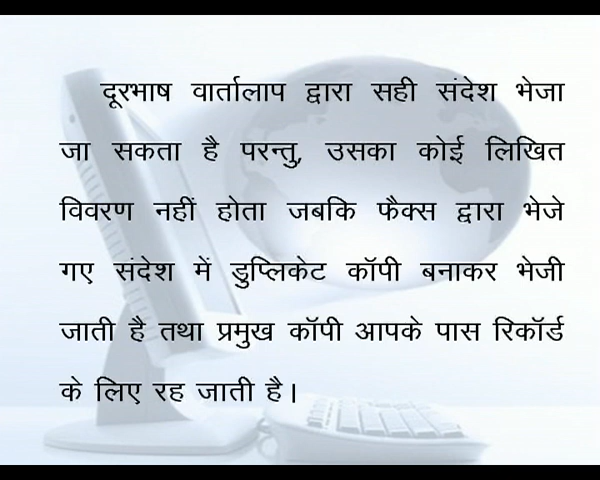 दूरभाष वार्तालाप द्वारा सही संदेश भेजा
जा सकता है परन्तु, उसका कोई लिखित
विवरण नहीं होता जबकि फैक्स द्वारा भेजे
गए संदेश में डुप्लिकेट कॉपी बनाकर भेजी
जाती है तथा प्रमुख कॉपी आपके पास रिकॉर्ड
के लिए रह जाती है।